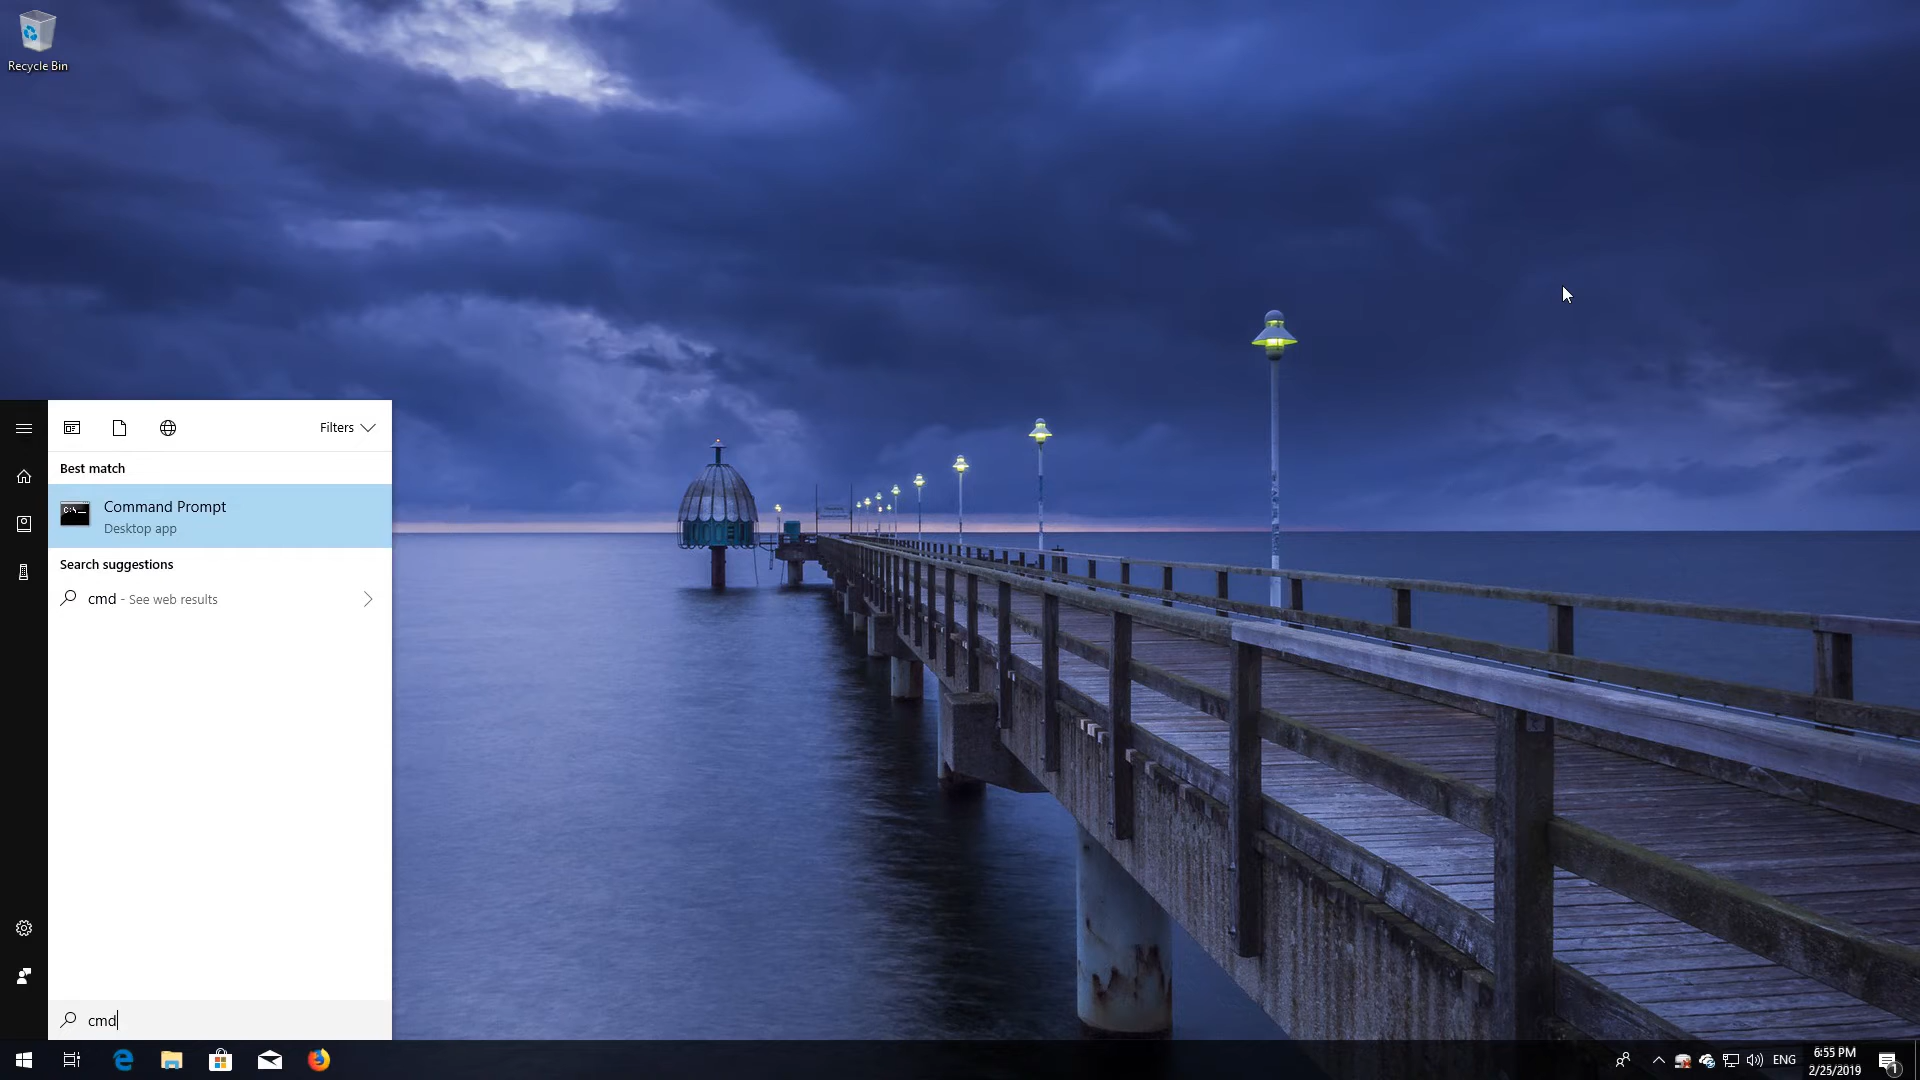 Recycle Bin
Filters
Best match
Command Prompt
Desktop app
Search suggestions
cmd - See web results
cmd
ENG
6:55 PM
2/25/2019
1